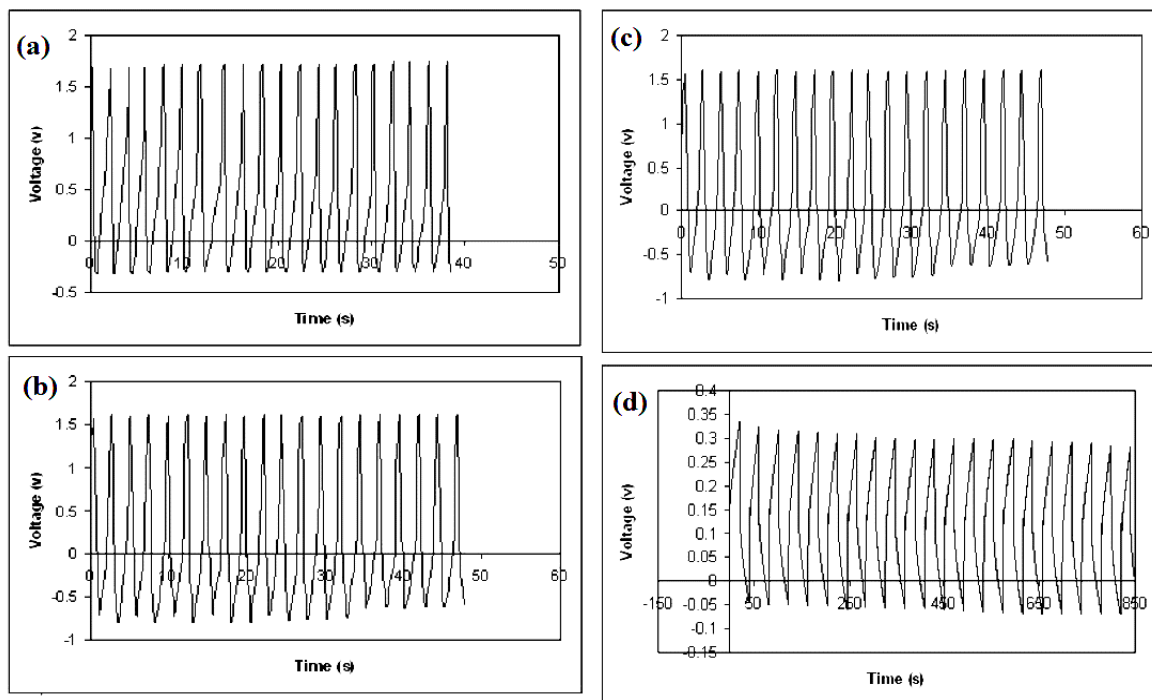 (a)
2
1.5
1
0.5
0
-0.5
0 10 20 30 40 50
Voltage (v)
Time (s)
(b)
2
1.5
1
0.5
0
-0.5
-1
0 10 20 30 40 50 60
Voltage (v)
Time (s)
(c)
2
1.5
1
0.5
0
-0.5
-1
0 10 20 30 40 50 60
Voltage (v)
Time (s)
(d)
0.4
0.35
0.3
0.25
0.2
0.15
0.1
0.05
0
-0.05
-0.1
-0.15
-150 50 250 450 650 850
Voltage (v)
Time (s)